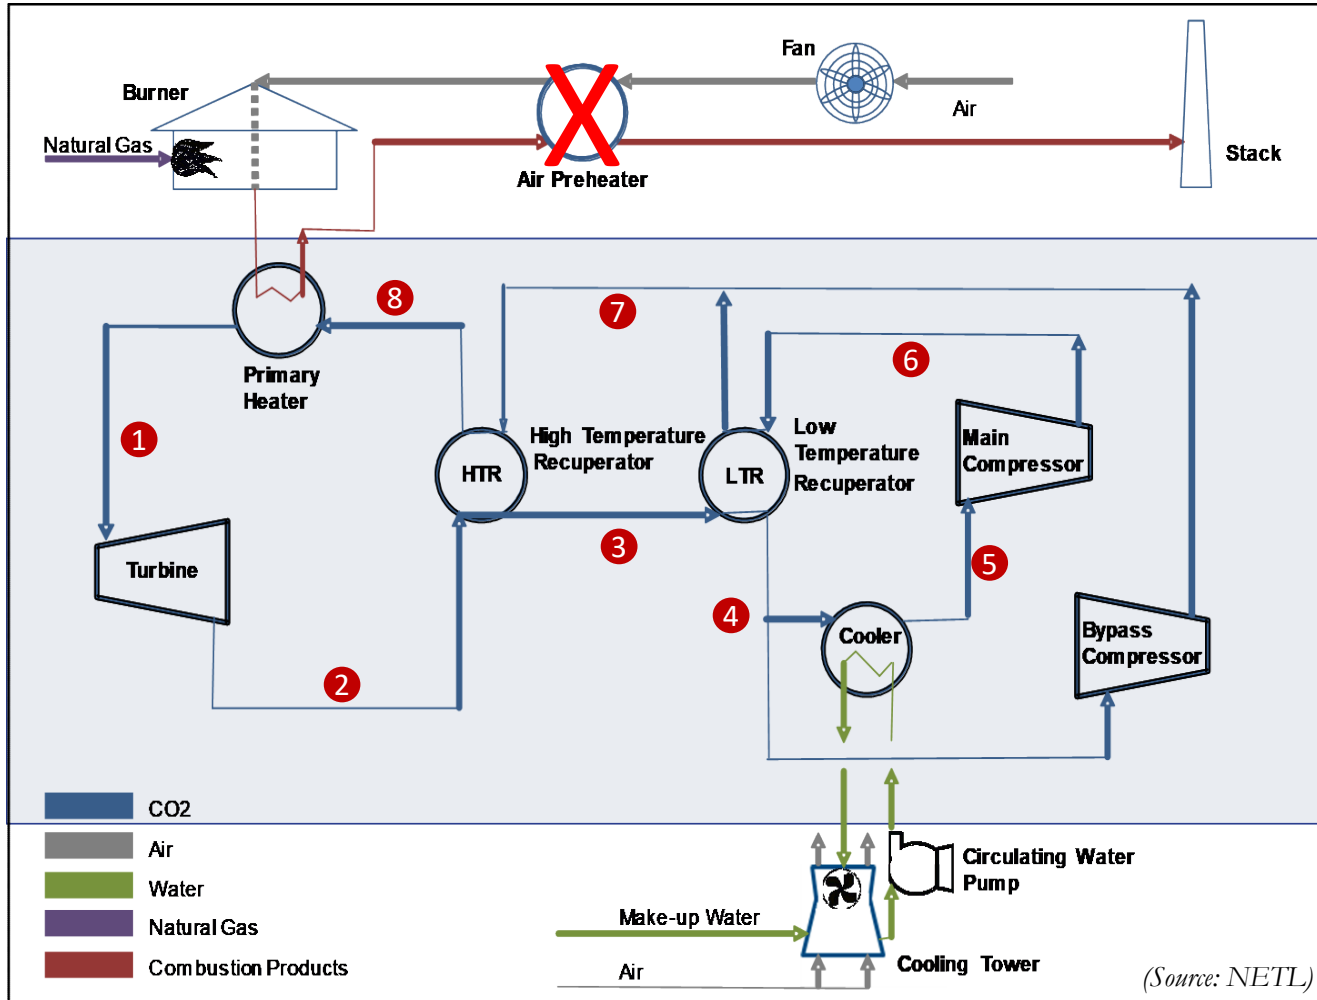 Fan
Burner
Air
Natural Gas
Stack
Air Preheater
8
7
6
Primary
Heater
1
High Temperature
Recuperator
Low
Temperature
Recuperator
Main
Compressor
HTR
LTR
3
5
Turbine
4
Cooler
Bypass
Compressor
2
CO2
Air
Water
Natural Gas
Combustion Products
Circulating Water
Pump
Make-up Water
Air
Cooling Tower
(Source: NETL)